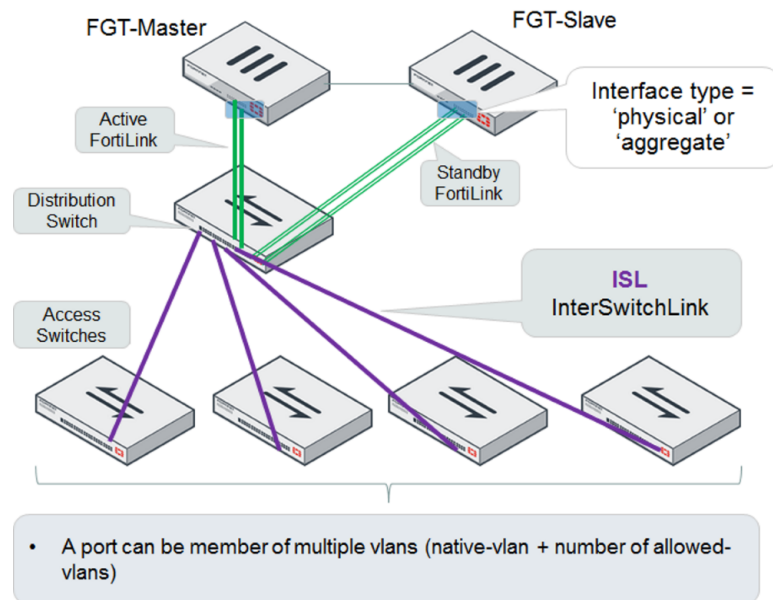 FGT-Master
FGT-Slave
Interface type =
‘physical’ or
‘aggregate’
Active
FortiLink
Standby
FortiLink
Distribution
Switch
ISL
InterSwitchLink
Access
Switches
• A port can be member of multiple vlans (native-vlan + number of allowed-
vlans)